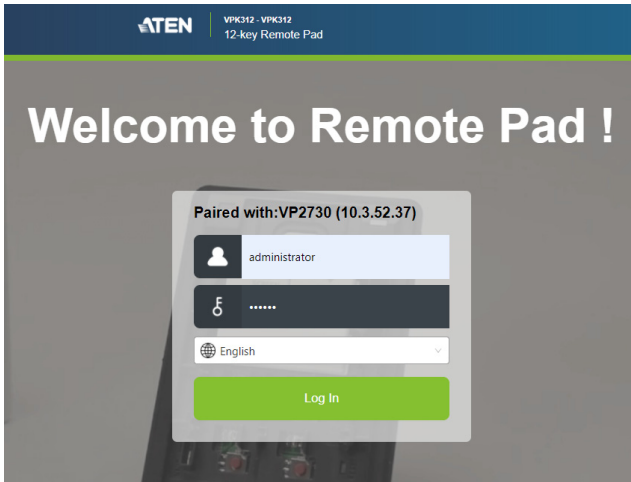 ATEN
VPK312 - VPK312
12-key Remote Pad
Welcome to Remote Pad !
Paired with:VP2730 (10.3.52.37)
administrator
••••••
English
Log In